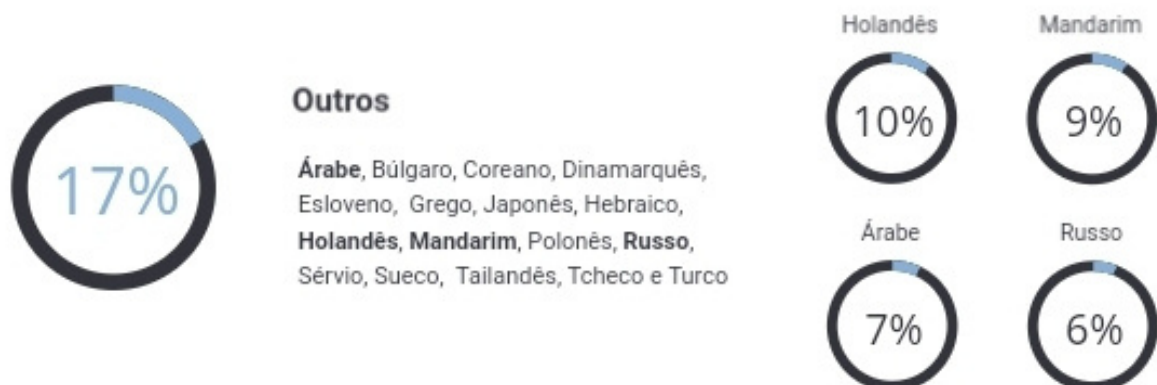 17%
Outros
Árabe, Búlgaro, Coreano, Dinamarquês,
Esloveno, Grego, Japonês, Hebraico,
Holandês, Mandarim, Polonês, Russo,
Sérvio, Sueco, Tailandês, Tcheco e Turco
Holandês
10%
Mandarim
9%
Árabe
7%
Russo
6%